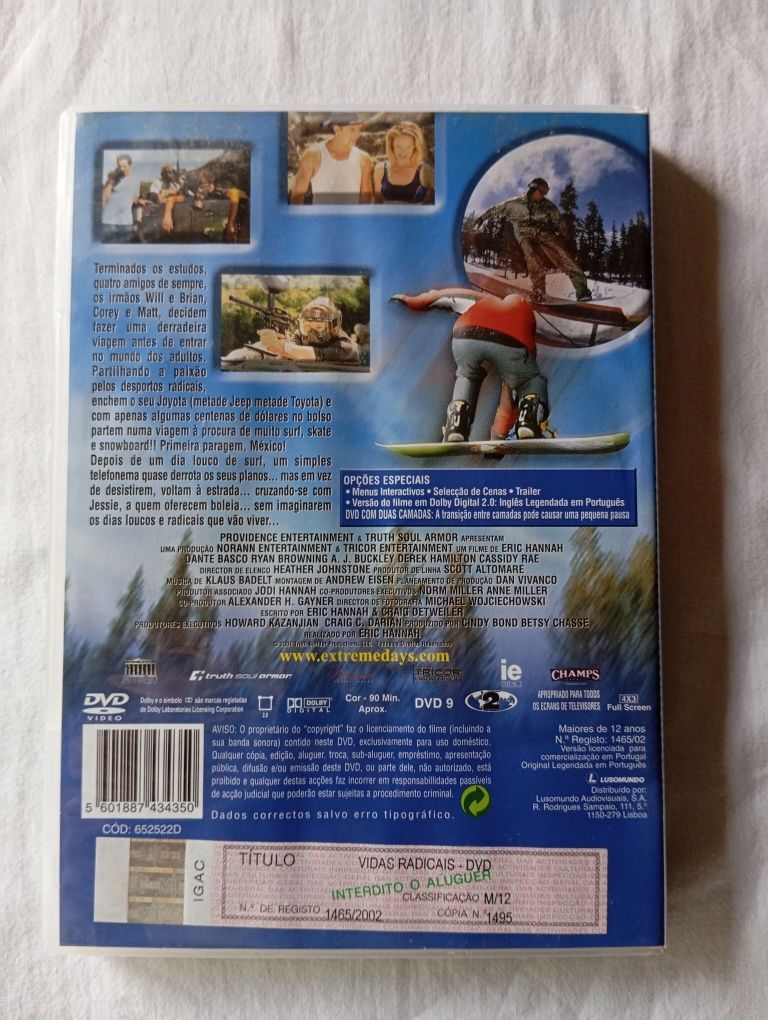 Terminados os estudos,
quatro amigos de sempre,
os irmãos Will e Brian,
Corey e Matt, decidem
fazer uma derradeira
viagem antes de entrar
no mundo dos adultos.
Partilhando a paixão
pelos desportos radicais,
enchem o seu Joyota (metade Jeep metade Toyota) e
com apenas algumas centenas de dólares no bolso
partem numa viagem à procura de muito surf, skate
e snowboard!! Primeira paragem, México!
Depois de um dia louco de surf, um simples
telefonema quase derrota os seus planos... mas em vez
de desistirem, voltam à estrada... cruzando-se com
Jessie, a quem oferecem boleia... sem imaginarem
os dias loucos e radicais que vão viver...
OPÇÕES ESPECIAIS
• Menus Interactivos • Selecção de Cenas • Trailer
• Versão do filme em Dolby Digital 2.0: Inglês Legendada em Português
DVD COM DUAS CAMADAS: A transição entre camadas pode causar uma pequena pausa
PROVIDENCE ENTERTAINMENT & TRUTH SOUL ARMOR APRESENTAM
UMA PRODUÇÃO NORANN ENTERTAINMENT & TRICOR ENTERTAINMENT UM FILME DE ERIC HANNAH
DANTE BASCO RYAN BROWNING A. J. BUCKLEY DEREK HAMILTON CASSIDY RAE
DIRECTOR DE ELENCO HEATHER JOHNSTONE PRODUTOR DE LINHA SCOTT ALTOMARE
MÚSICA DE KLAUS BADELT MONTAGEM DE ANDREW EISEN PLANEAMENTO DE PRODUÇÃO DAN VIVANCO
PRODUTOR ASSOCIADO JODI HANNAH CO-PRODUTORES EXECUTIVOS NORM MILLER ANNE MILLER
CO-PRODUTOR ALEXANDER H. GAYNER DIRECTOR DE FOTOGRAFIA MICHAEL WOJCIECHOWSKI
ESCRITO POR ERIC HANNAH & CRAIG DETWEILER
PRODUTORES EXECUTIVOS HOWARD KAZANJIAN CRAIG C. DARIAN PRODUZIDO POR CINDY BOND BETSY CHASSE
REALIZADO POR ERIC HANNAH
www.extremedays.com
truth soul armor
TRICOR
ie
IMPACT
CHAMPS
DVD
VIDEO
Dolby e o símbolo DD são marcas registadas
de Dolby Laboratories Licensing Corporation
2.0
DOLBY
DIGITAL
Cor - 90 Min.
Aprox.
DVD 9
2
APROPRIADO PARA TODOS
OS ECRANS DE TELEVISORES
4X3
Full Screen
AVISO: O proprietário do "copyright" faz o licenciamento do filme (incluindo a
sua banda sonora) contido neste DVD, exclusivamente para uso doméstico.
Qualquer cópia, edição, aluguer, troca, sub-aluguer, empréstimo, apresentação
pública, difusão e/ou emissão deste DVD, ou parte dele, não autorizado, está
proibido e qualquer destas acções faz incorrer em responsabilidades passíveis
de acção judicial que poderão estar sujeitas a procedimento criminal.
Dados correctos salvo erro tipográfico.
Maiores de 12 anos
N.º Registo: 1465/02
Versão licenciada para
comercialização em Portugal
Original Legendada em Português
LUSOMUNDO
Distribuido por:
Lusomundo Audiovisuais, S.A.
R. Rodrigues Sampaio, 111, 5.º
1150-279 Lisboa
5 601887 434350
CÓD: 652522D
IGAC
TÍTULO VIDAS RADICAIS - DVD
INTERDITO O ALUGUER
CLASSIFICAÇÃO M/12
N.º DE REGISTO 1465/2002 CÓPIA N.º 1495